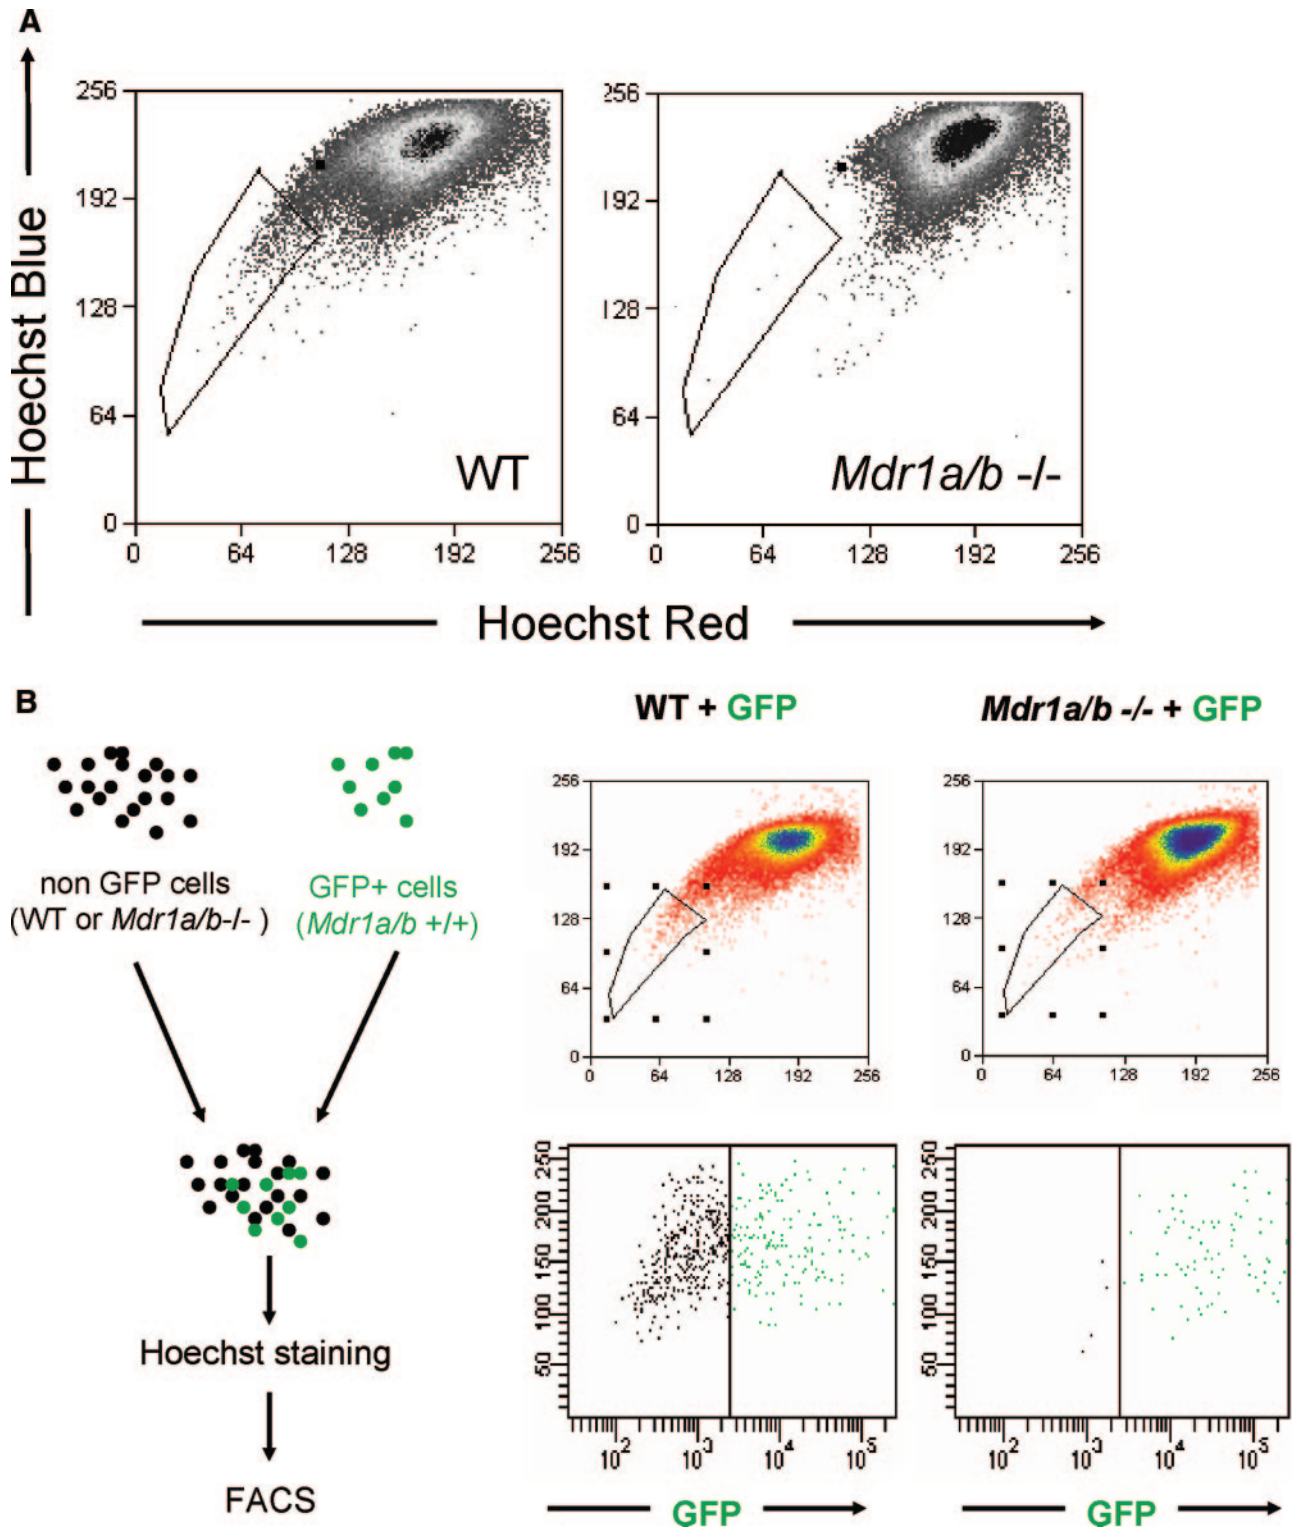 A
Hoechst Blue
256
192
128
64
0
0 64 128 192 256
WT
256
192
128
64
0
0 64 128 192 256
Mdr1a/b -/-
Hoechst Red
B
non GFP cells
(WT or Mdr1a/b-/- )
GFP+ cells
(Mdr1a/b +/+)
Hoechst staining
FACS
WT + GFP
256
192
128
64
0
0 64 128 192 256
Mdr1a/b -/- + GFP
256
192
128
64
0
0 64 128 192 256
250
200
150
100
50
10^2 10^3 10^4 10^5
GFP
250
200
150
100
50
10^2 10^3 10^4 10^5
GFP